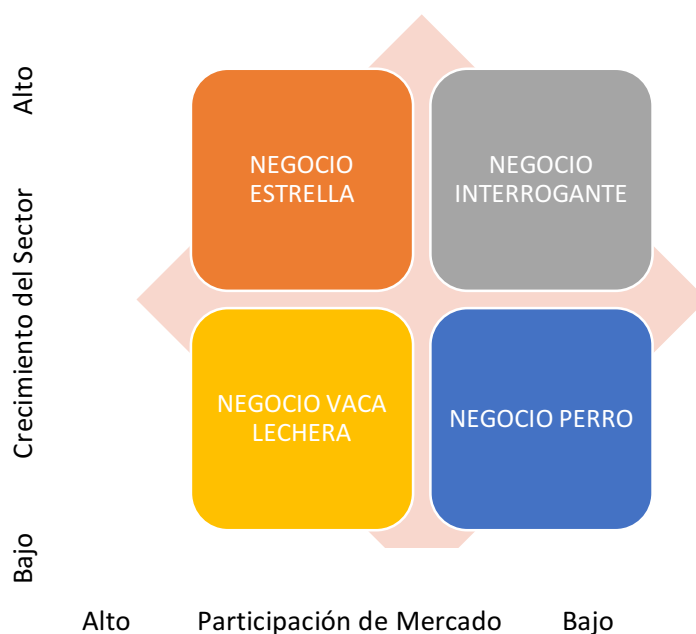 Alto
Crecimiento del Sector
Bajo
NEGOCIO
ESTRELLA
NEGOCIO
INTERROGANTE
NEGOCIO VACA
LECHERA
NEGOCIO PERRO
Alto
Participación de Mercado
Bajo